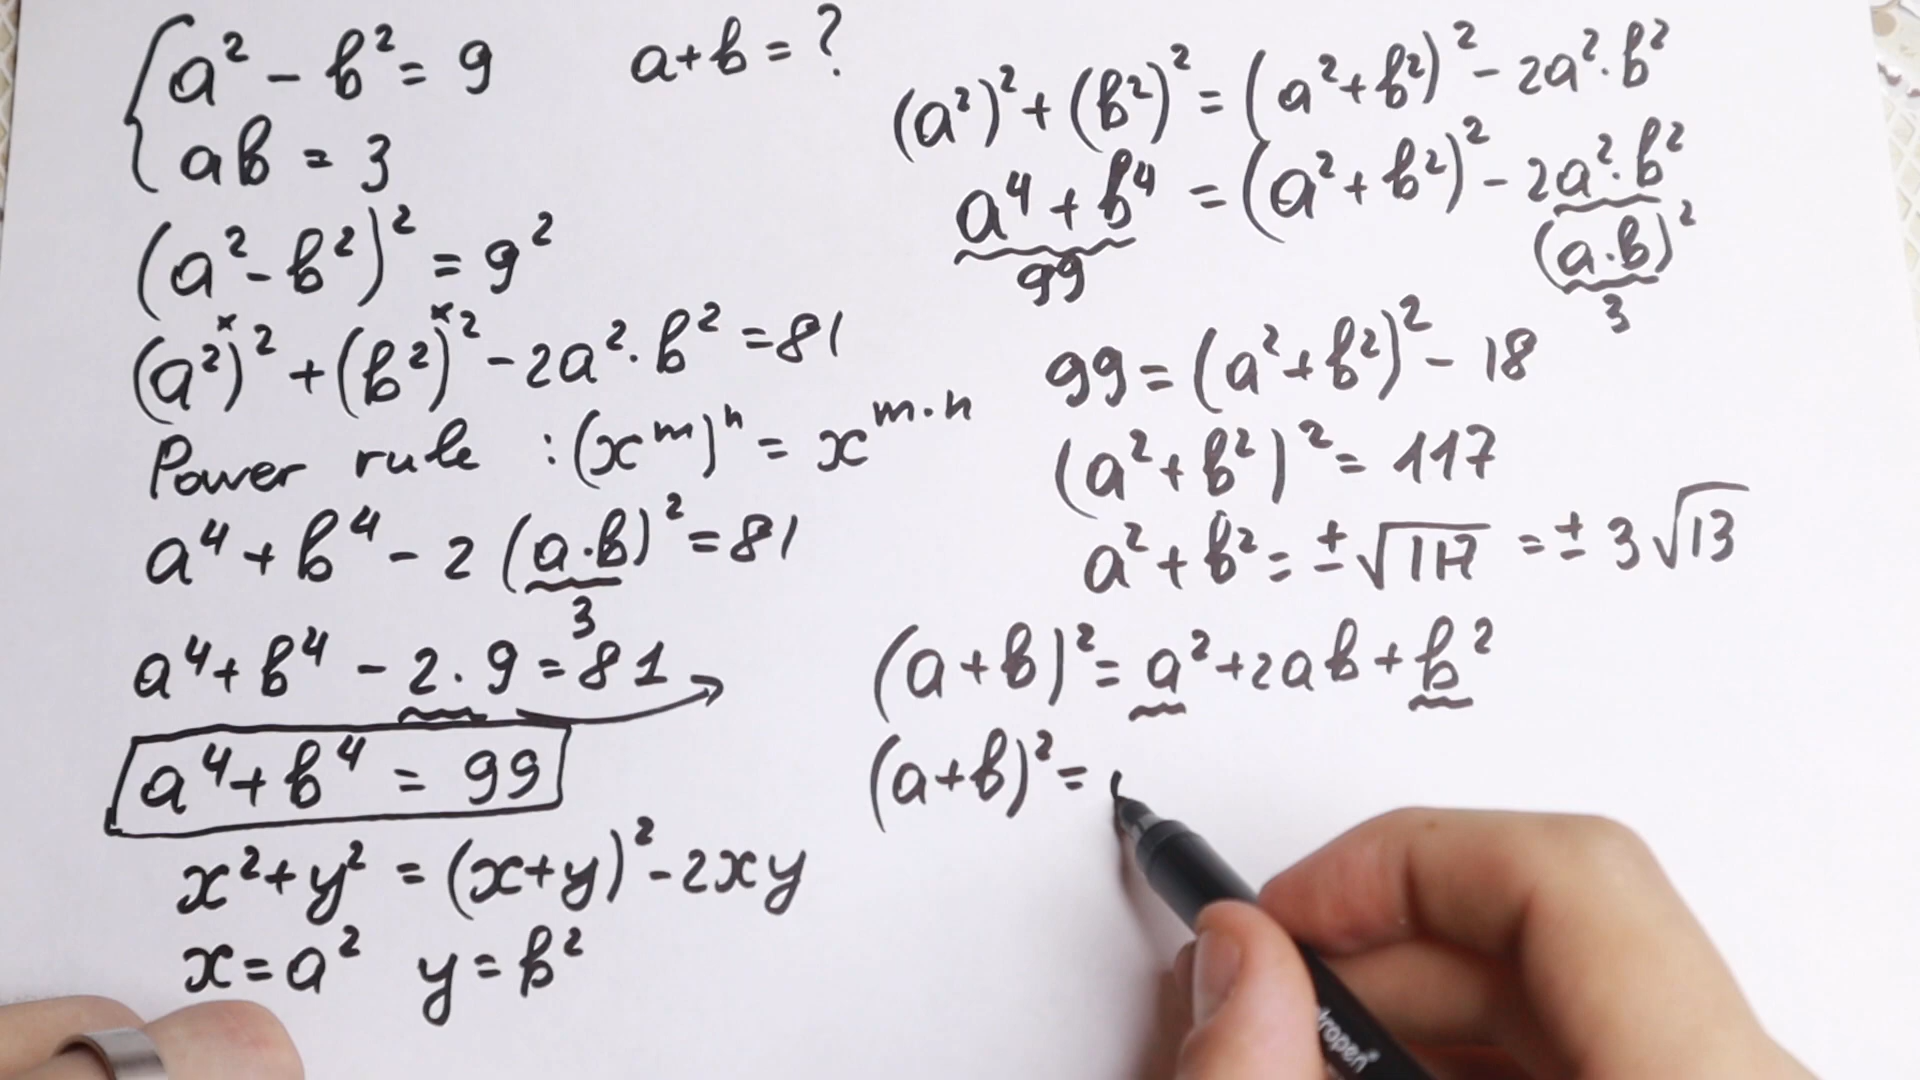 a² - b² = 9
ab = 3
a+b = ?
(a² - b²)² = 9²
(a²)² + (b²)² - 2a² · b² = 81
Power rule : (xᵐ)ⁿ = x^(m·n)
a⁴ + b⁴ - 2 (a·b)² = 81
3
a⁴ + b⁴ - 2 · 9 = 81
a⁴ + b⁴ = 99
x² + y² = (x+y)² - 2xy
x = a² y = b²
(a²)² + (b²)² = (a² + b²)² - 2a² · b²
a⁴ + b⁴ = (a² + b²)² - 2a² · b²
99
(a·b)²
3
99 = (a² + b²)² - 18
(a² + b²)² = 117
a² + b² = ±√117 = ± 3√13
(a+b)² = a² + 2ab + b²
(a+b)² =
tropen